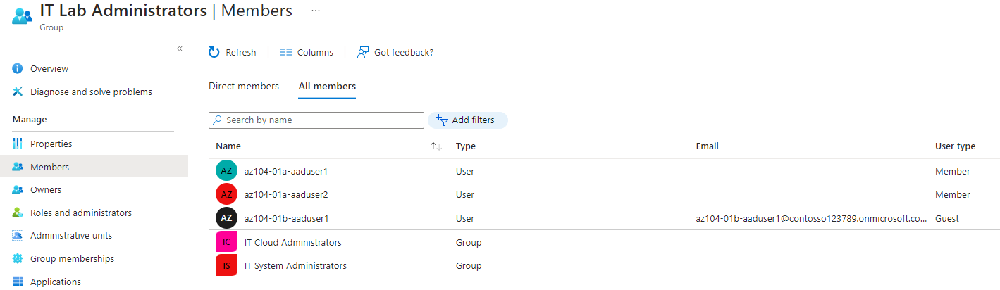 IT Lab Administrators | Members ...
Group
«
Refresh Columns Got feedback?
Overview
Diagnose and solve problems
Manage
Properties
Members
Owners
Roles and administrators
Administrative units
Group memberships
Applications
Direct members All members
Search by name Add filters
Name ↑↓ Type Email User type
AZ az104-01a-aaduser1 User Member
AZ az104-01a-aaduser2 User Member
AZ az104-01b-aaduser1 User az104-01b-aaduser1@contosso123789.onmicrosoft.co... Guest
IC IT Cloud Administrators Group
IS IT System Administrators Group